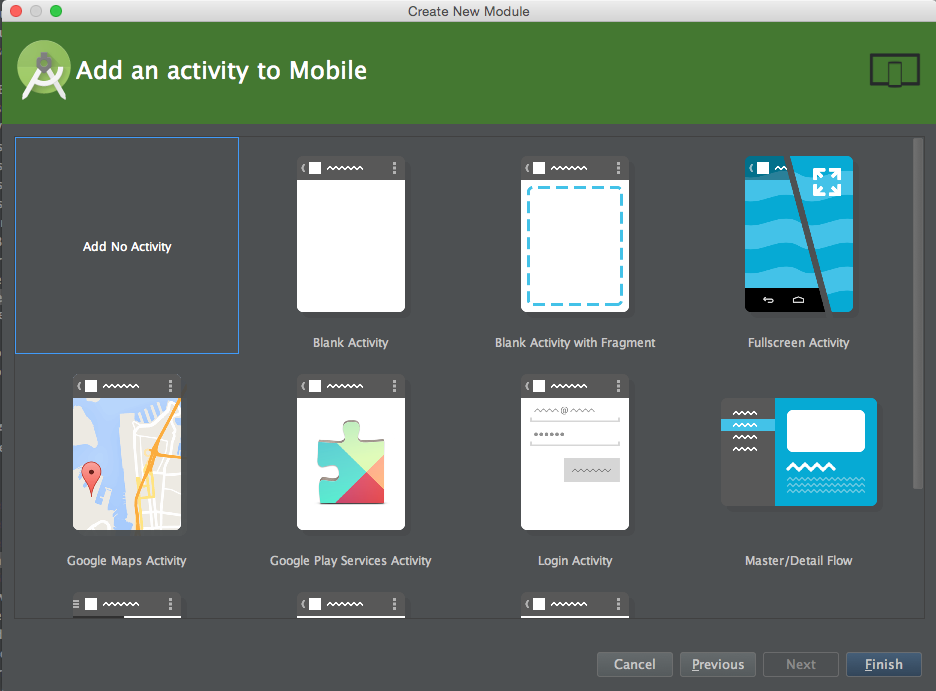 Create New Module
Add an activity to Mobile
Add No Activity
Blank Activity
Blank Activity with Fragment
Fullscreen Activity
@
Google Maps Activity
Google Play Services Activity
Login Activity
Master/Detail Flow
Cancel
Previous
Next
Finish